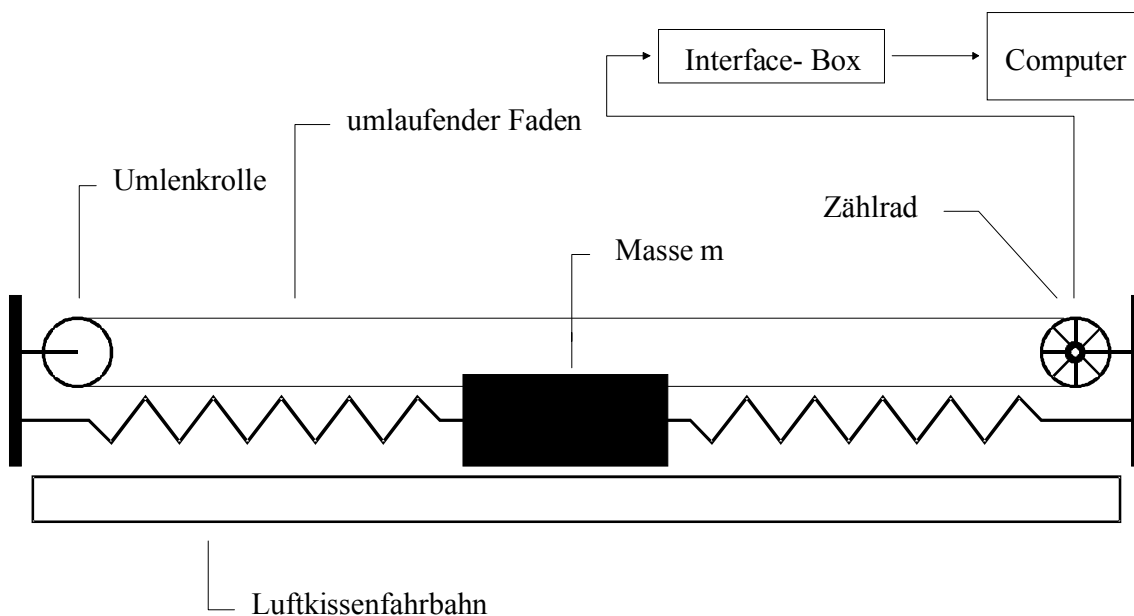 Interface- Box
Computer
umlaufender Faden
Umlenkrolle
Zählrad
Masse m
Luftkissenfahrbahn